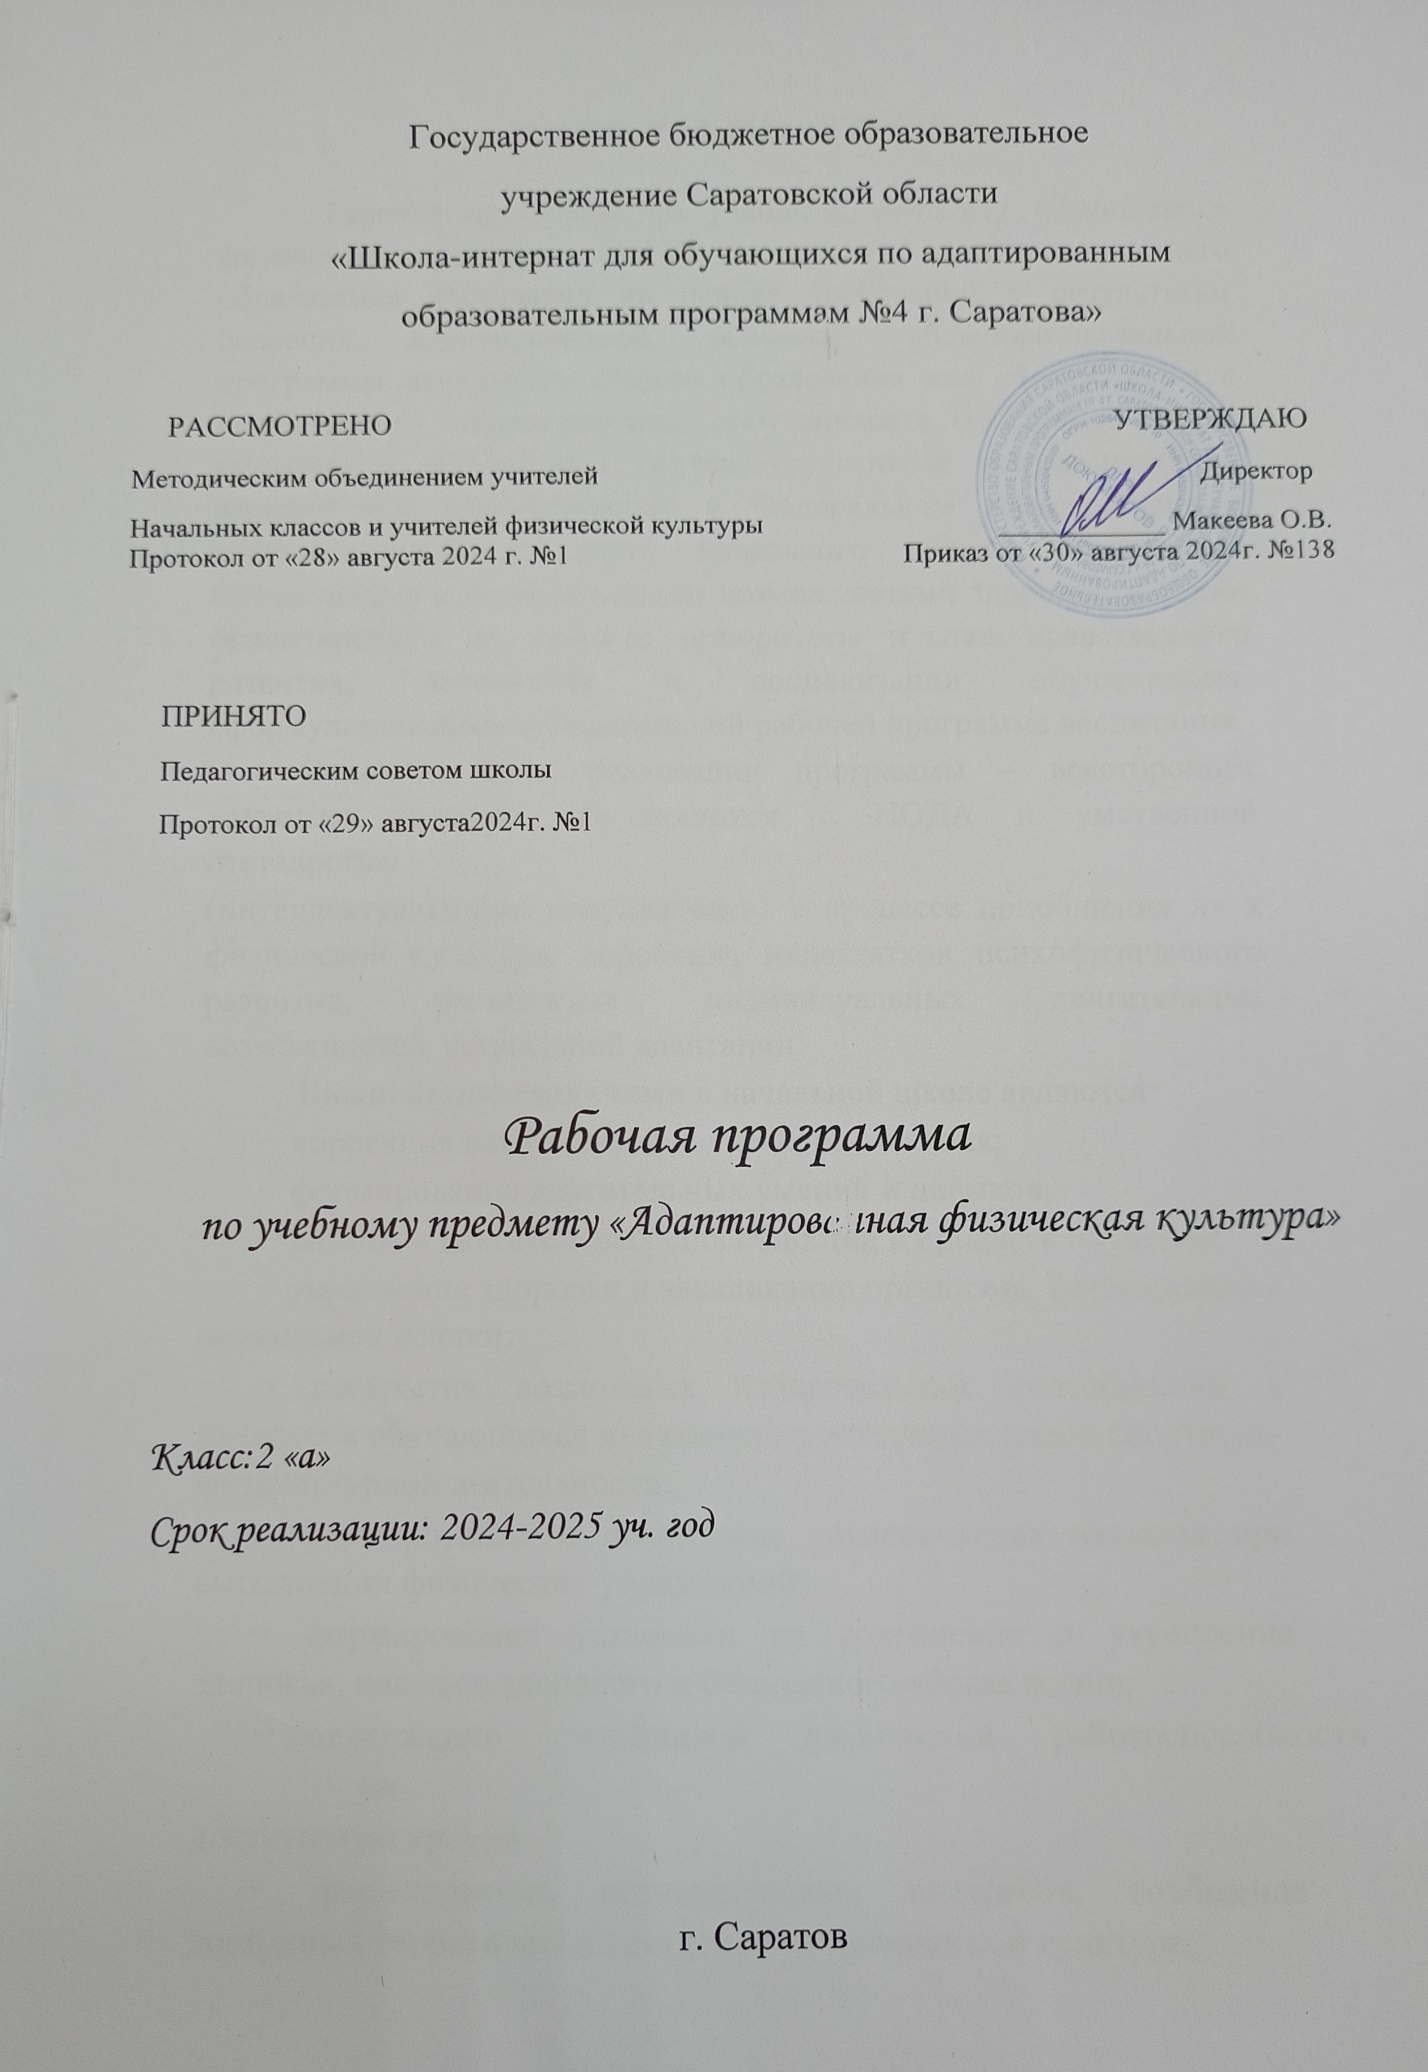 Государственное бюджетное образовательное
учреждение Саратовской области
«Школа-интернат для обучающихся по адаптированным
образовательным программам №4 г. Саратова»
РАССМОТРЕНО
Методическим объединением учителей
Начальных классов и учителей физической культуры
Протокол от «28» августа 2024 г. №1
УТВЕРЖДАЮ
Директор
Макеева О.В.
Приказ от «30» августа 2024г. №138
ПРИНЯТО
Педагогическим советом школы
Протокол от «29» августа2024г. №1
Рабочая программа
по учебному предмету «Адаптированная физическая культура»
Класс: 2 «а»
Срок реализации: 2024-2025 уч. год
г. Саратов